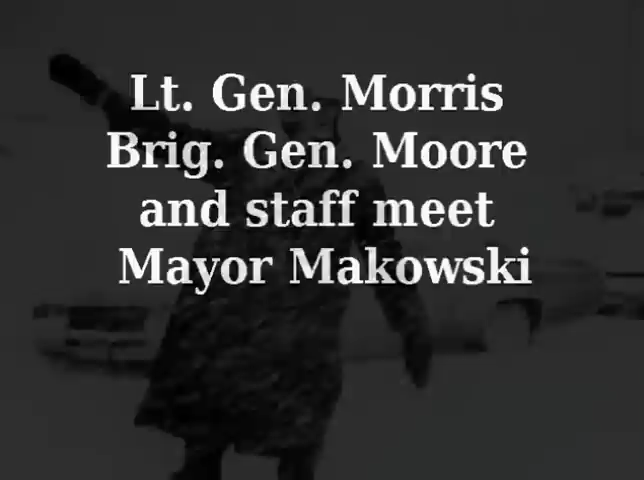 Lt. Gen. Morris
Brig. Gen. Moore
and staff meet
Mayor Makowski